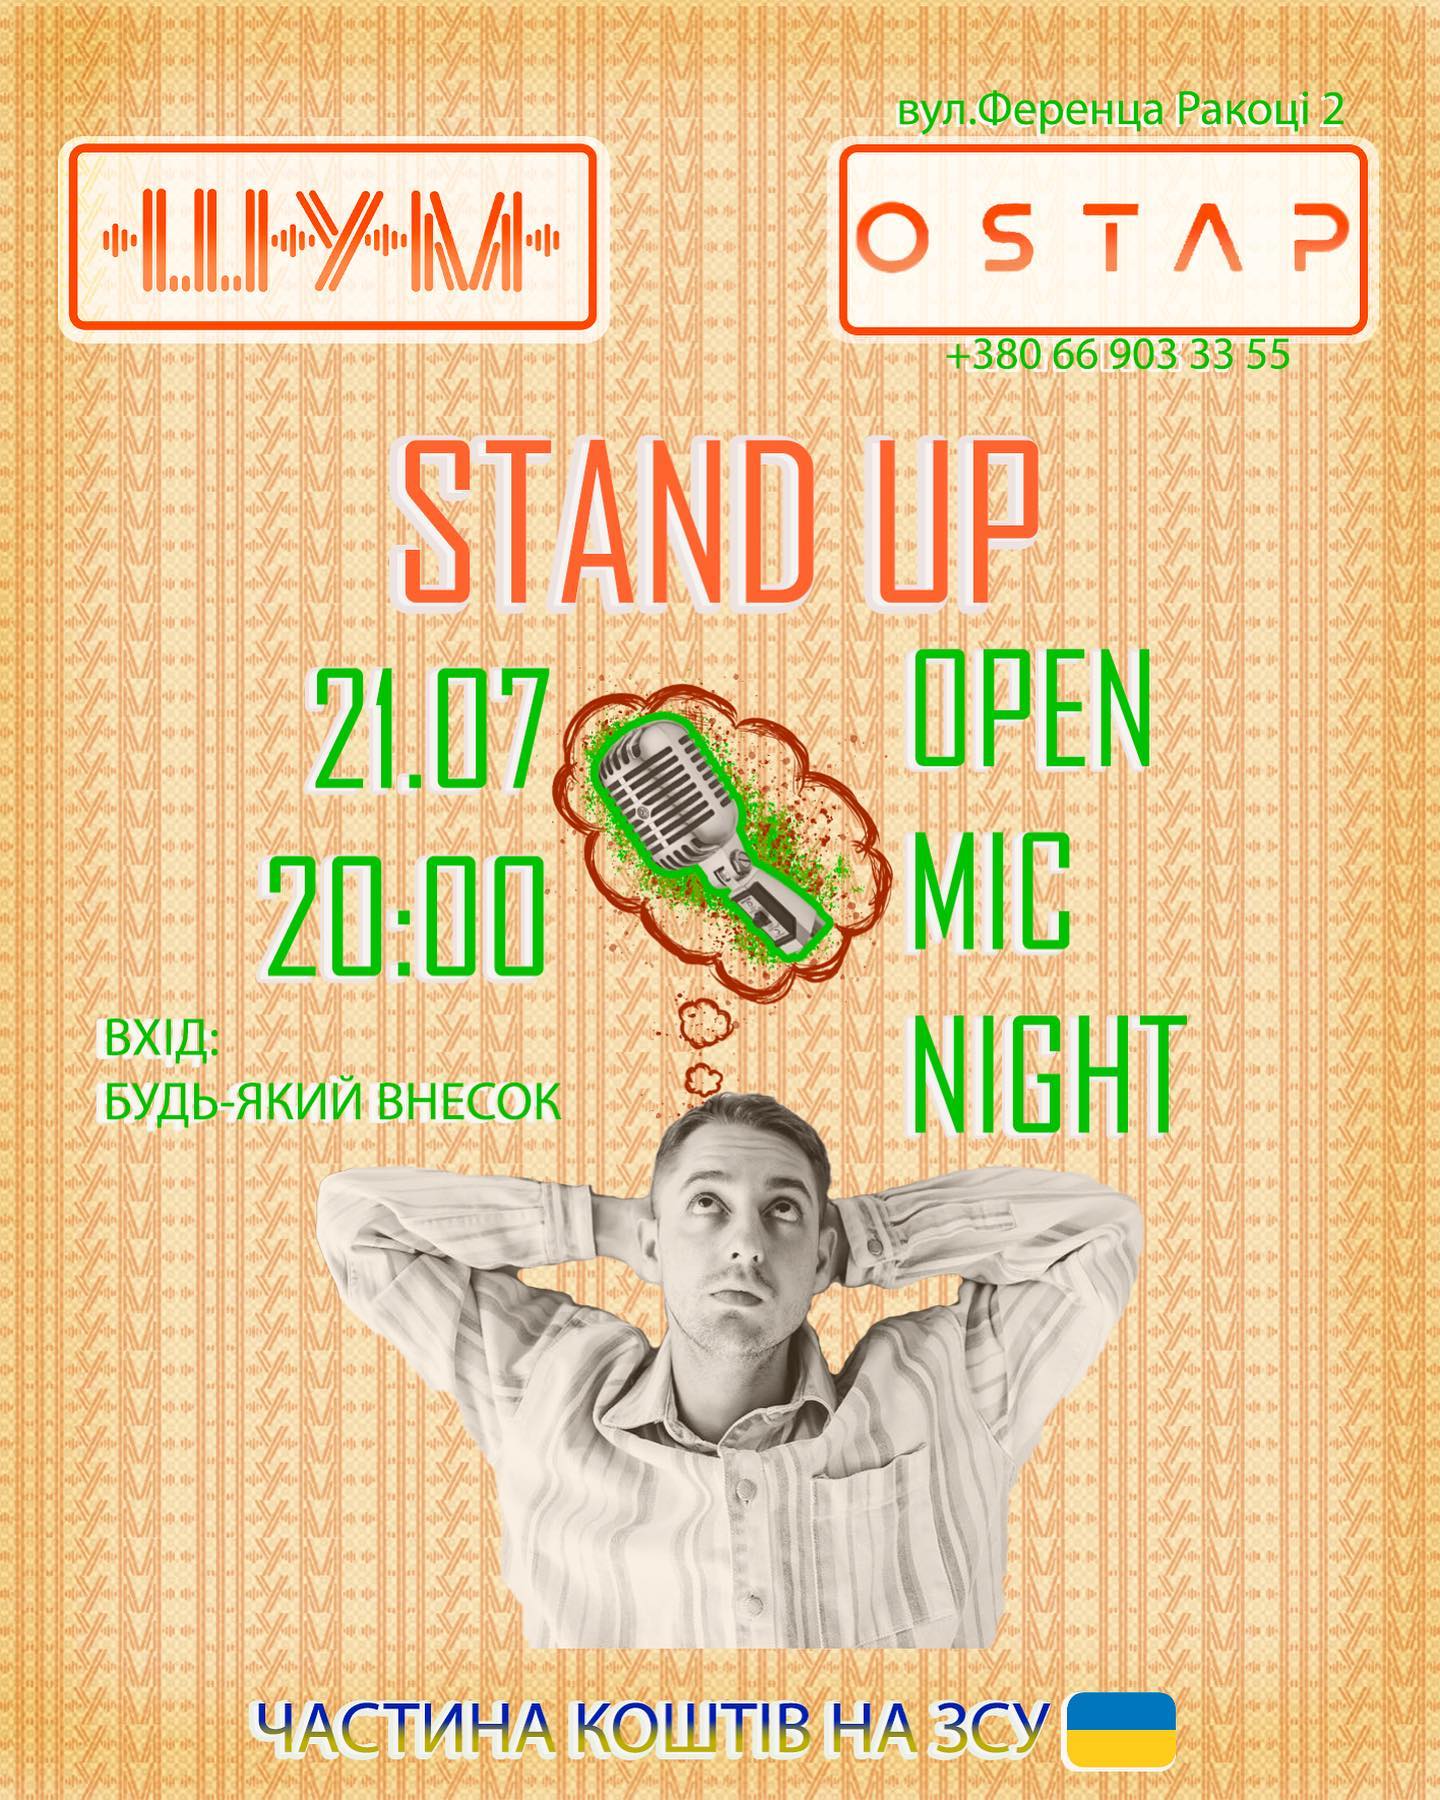 вул.Ференца Ракоці 2
ШУМ
OSTAP
+380 66 903 33 55
STAND UP
21.07
20:00
OPEN
MIC
NIGHT
ВХІД:
БУДЬ-ЯКИЙ ВНЕСОК
ЧАСТИНА КОШТІВ НА ЗСУ